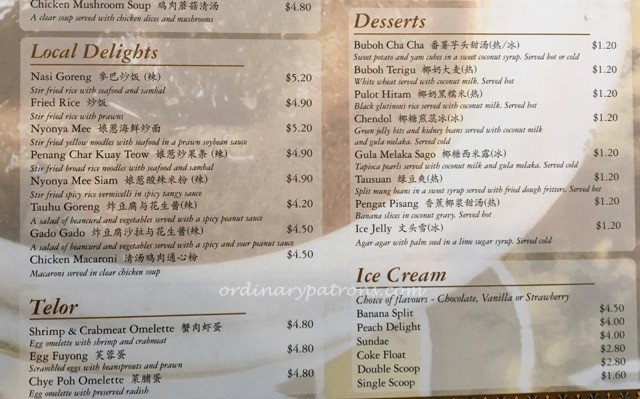 Chicken Mushroom Soup 鸡肉蘑菇清汤 $4.80
A clear soup served with chicken dices and mushrooms
Local Delights
Nasi Goreng 参巴炒饭 (辣) $5.20
Stir fried rice with seafood and sambal
Fried Rice 炒饭 $4.90
Stir fried rice with prawns
Nyonya Mee 娘惹海鲜炒面 $5.20
Stir fried yellow noodles with seafood in a prawn soybean sauce
Penang Char Kuay Teow 娘惹炒果条 (辣) $4.90
Stir fried broad rice noodles with seafood and sambal
Nyonya Mee Siam 娘惹酸辣米粉 (辣) $4.90
Stir fried spicy rice vermicelli in spicy tangy sauce
Tauhu Goreng 炸豆腐与花生酱(辣) $4.20
A salad of beancurd and vegetables served with a spicy peanut sauce
Gado Gado 炸豆腐沙拉与花生酱(辣) $4.50
A salad of beancurd and vegetables served with a spicy and sour peanut sauce
Chicken Macaroni 清汤鸡肉通心粉 $4.50
Macaroni served in clear chicken soup
Telor
Shrimp & Crabmeat Omelette 蟹肉虾蛋 $4.80
Egg omelette with shrimp and crabmeat
Egg Fuyong 芙蓉蛋 $4.80
Scrambled eggs with beansprouts and prawn
Chye Poh Omelette 菜脯蛋 $4.80
Egg omelette with preserved radish
Desserts
Buboh Cha Cha 番薯芋头甜汤(热/冰) $1.20
Sweet potato and yam cubes in a sweet coconut syrup. Served hot or cold
Buboh Terigu 椰奶大麦(热) $1.20
White wheat served with coconut milk. Served hot
Pulot Hitam 椰奶黑糯米(热) $1.20
Black glutinous rice served with coconut milk. Served hot
Chendol 椰糖煎蕊冰(冰) $1.20
Green jelly bits and kidney beans served with coconut milk
and gula melaka. Served cold
Gula Melaka Sago 椰糖西米露(冰) $1.20
Tapioca pearls served with coconut milk and gula melaka. Served cold
Tausuan 绿豆爽(热) $1.20
Split mung beans in a sweet syrup served with fried dough fritters. Served hot
Pengat Pisang 香蕉椰浆甜汤(热) $1.20
Banana slices in coconut gravy. Served hot
Ice Jelly 文头雪(冰) $1.20
Agar agar with palm seed in a lime sugar syrup. Served cold
Ice Cream
Choice of flavours - Chocolate, Vanilla or Strawberry
Banana Split $4.50
Peach Delight $4.00
Sundae $4.00
Coke Float $2.80
Double Scoop $2.80
Single Scoop $1.60
ordinarypatrons.com